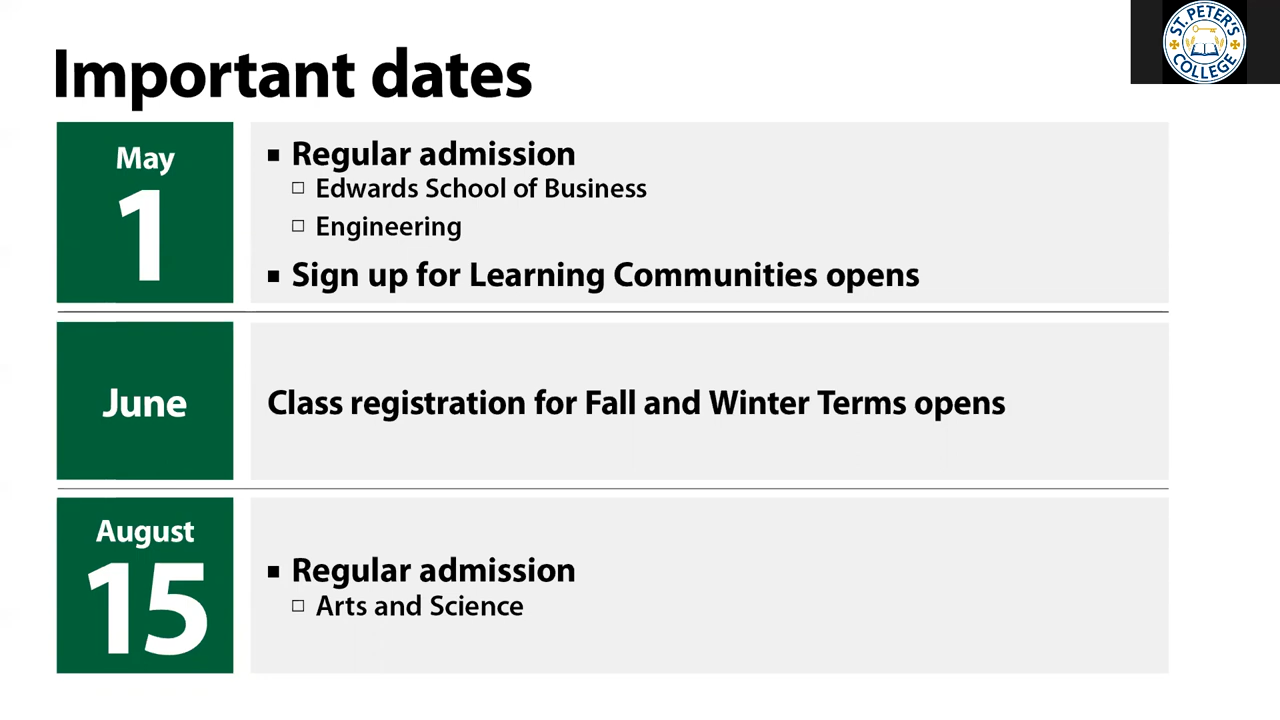 ST. PETER'S
COLLEGE
Important dates
May
1
Regular admission
Edwards School of Business
Engineering
Sign up for Learning Communities opens
June
Class registration for Fall and Winter Terms opens
August
15
Regular admission
Arts and Science